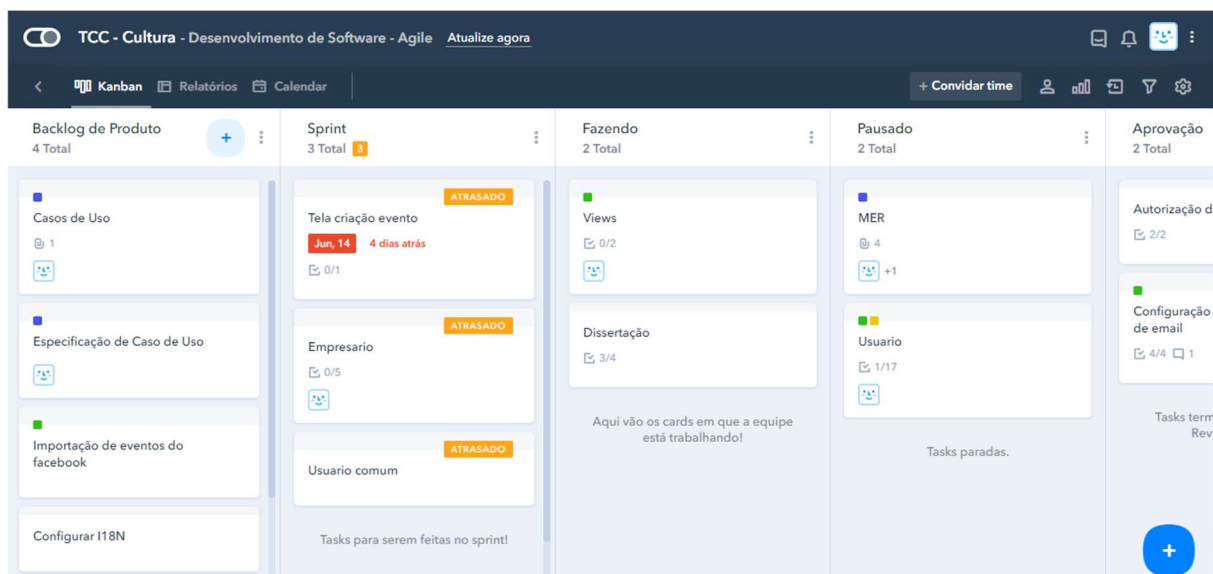 TCC - Cultura - Desenvolvimento de Software - Agile Atualize agora
Kanban Relatórios Calendar
+ Convidar time
Backlog de Produto
4 Total
Casos de Uso
1
Especificação de Caso de Uso
Importação de eventos do
facebook
Configurar I18N
Sprint
3 Total 3
ATRASADO
Tela criação evento
Jun, 14 4 dias atrás
0/1
ATRASADO
Empresario
0/5
ATRASADO
Usuario comum
Tasks para serem feitas no sprint!
Fazendo
2 Total
Views
0/2
Dissertação
3/4
Aqui vão os cards em que a equipe
está trabalhando!
Pausado
2 Total
MER
4
+1
Usuario
1/17
Tasks paradas.
Aprovação
2 Total
Autorização d
2/2
Configuração
de email
4/4 1
Tasks term
Rev